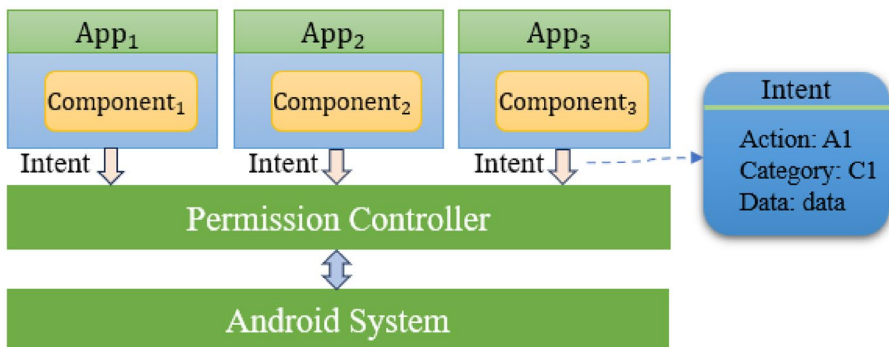 App₁ App₂ App₃
Component₁ Component₂ Component₃
Intent Intent Intent
Permission Controller
Android System
Intent
Action: A1
Category: C1
Data: data